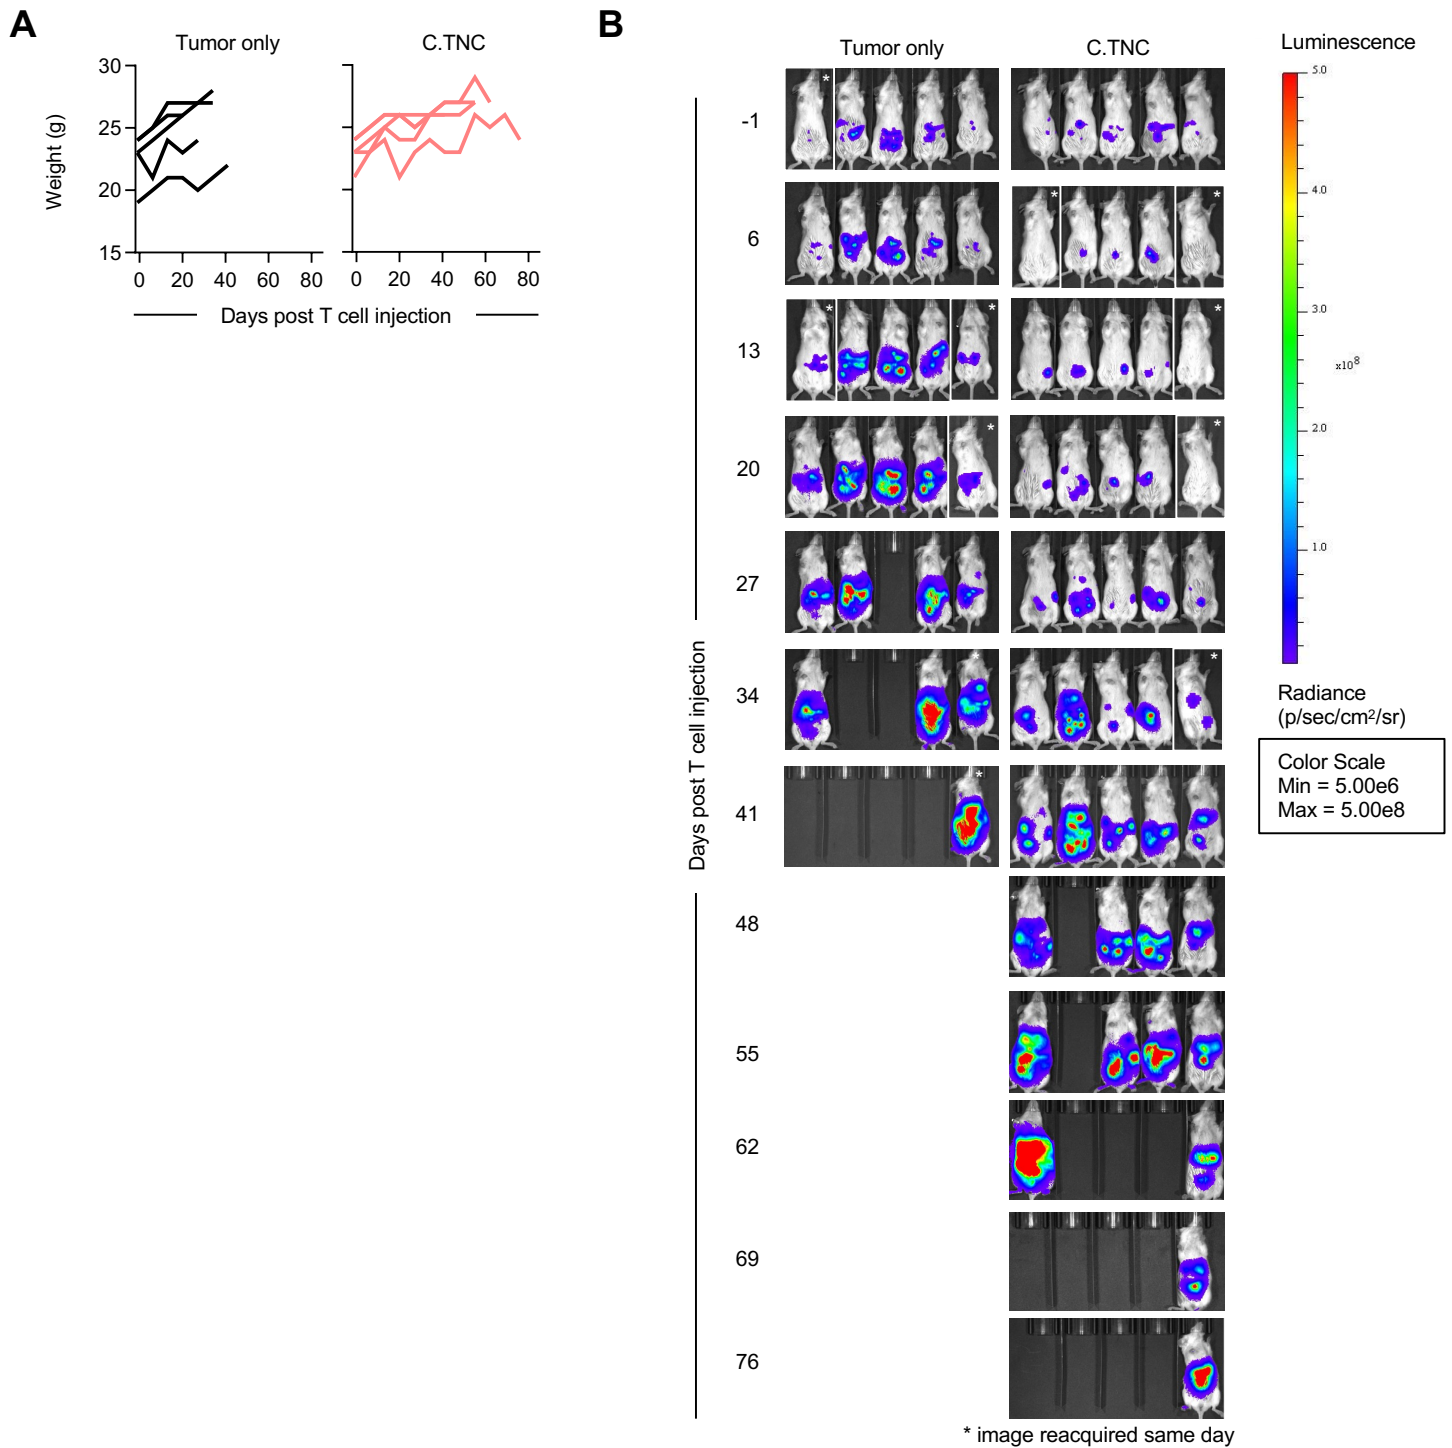 A
Tumor only
C.TNC
30
25
20
15
Weight (g)
0 20 40 60 80
0 20 40 60 80
Days post T cell injection
B
Tumor only
C.TNC
Luminescence
-1
*
6
*
*
13
*
*
*
20
*
*
27
34
*
*
41
*
48
55
62
69
76
Days post T cell injection
5.0
4.0
3.0
x10⁸
2.0
1.0
Radiance
(p/sec/cm²/sr)
Color Scale
Min = 5.00e6
Max = 5.00e8
* image reacquired same day